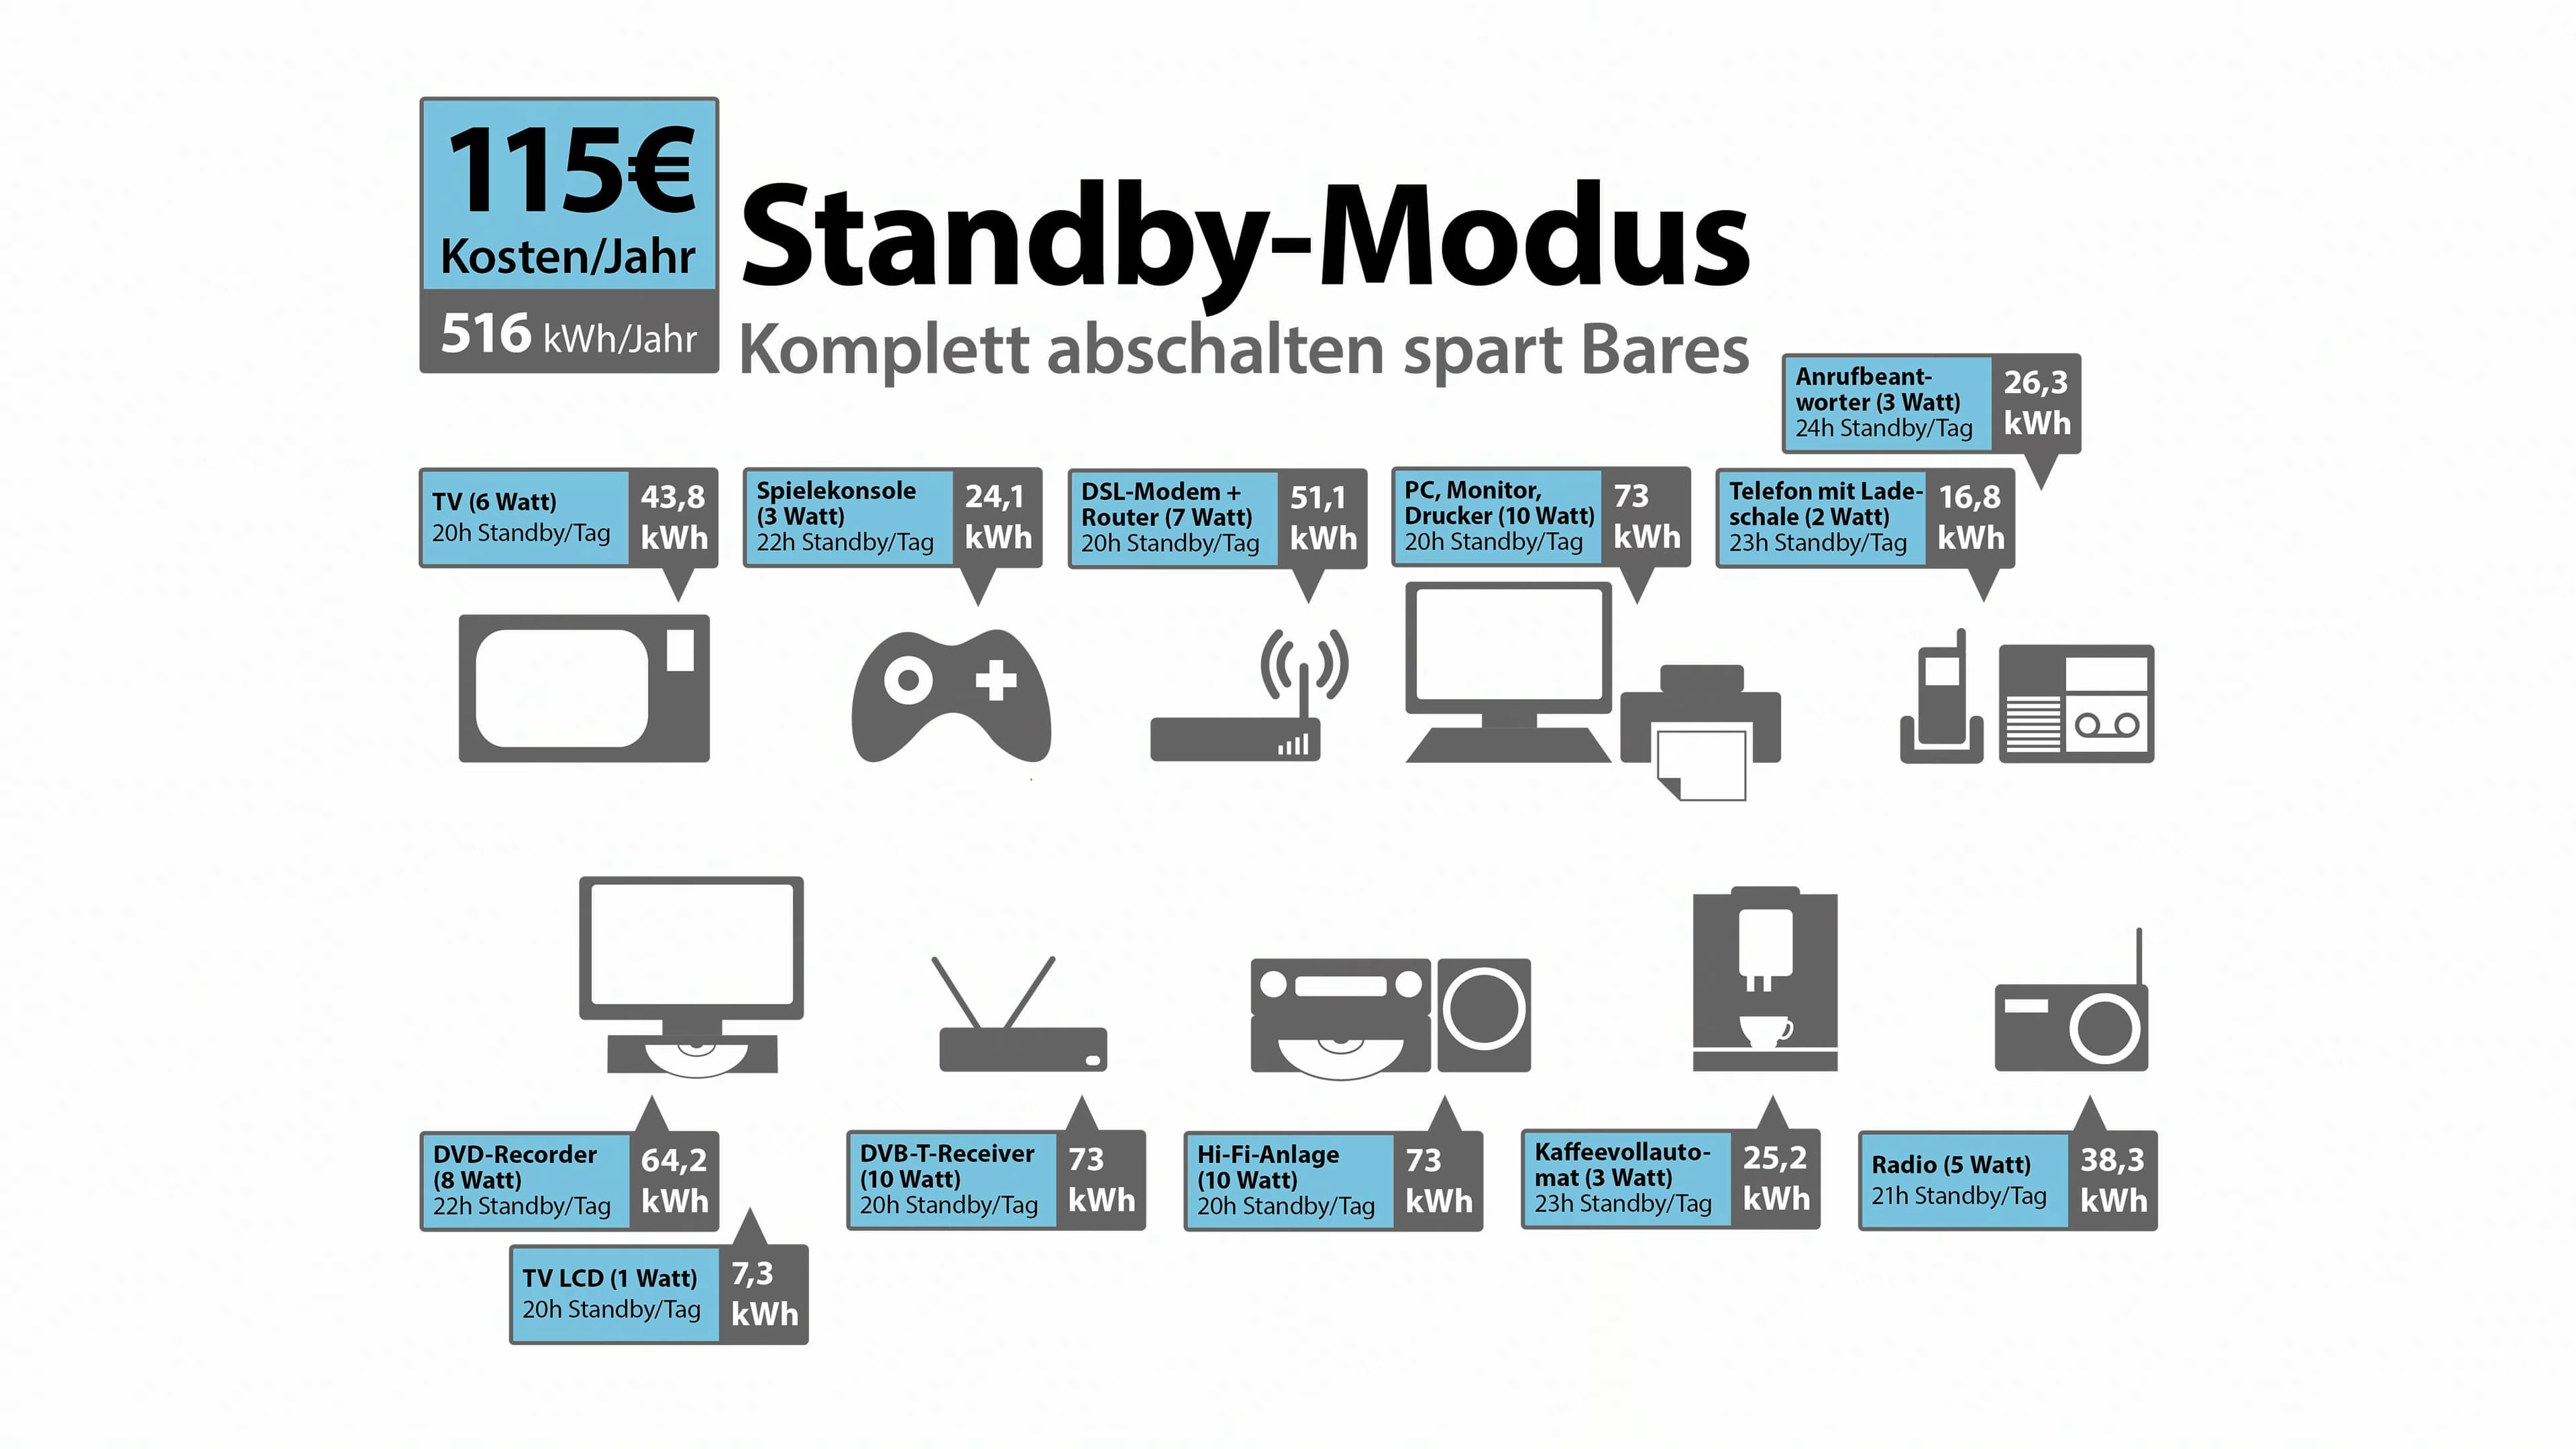 115€
Kosten/Jahr
516 kWh/Jahr
Standby-Modus
Komplett abschalten spart Bares
Anrufbeant-
worter (3 Watt)
24h Standby/Tag
26,3
kWh
TV (6 Watt)
20h Standby/Tag
43,8
kWh
Spielekonsole
(3 Watt)
22h Standby/Tag
24,1
kWh
DSL-Modem +
Router (7 Watt)
20h Standby/Tag
51,1
kWh
PC, Monitor,
Drucker (10 Watt)
20h Standby/Tag
73
kWh
Telefon mit Lade-
schale (2 Watt)
23h Standby/Tag
16,8
kWh
DVD-Recorder
(8 Watt)
22h Standby/Tag
64,2
kWh
TV LCD (1 Watt)
20h Standby/Tag
7,3
kWh
DVB-T-Receiver
(10 Watt)
20h Standby/Tag
73
kWh
Hi-Fi-Anlage
(10 Watt)
20h Standby/Tag
73
kWh
Kaffeevollauto-
mat (3 Watt)
23h Standby/Tag
25,2
kWh
Radio (5 Watt)
21h Standby/Tag
38,3
kWh